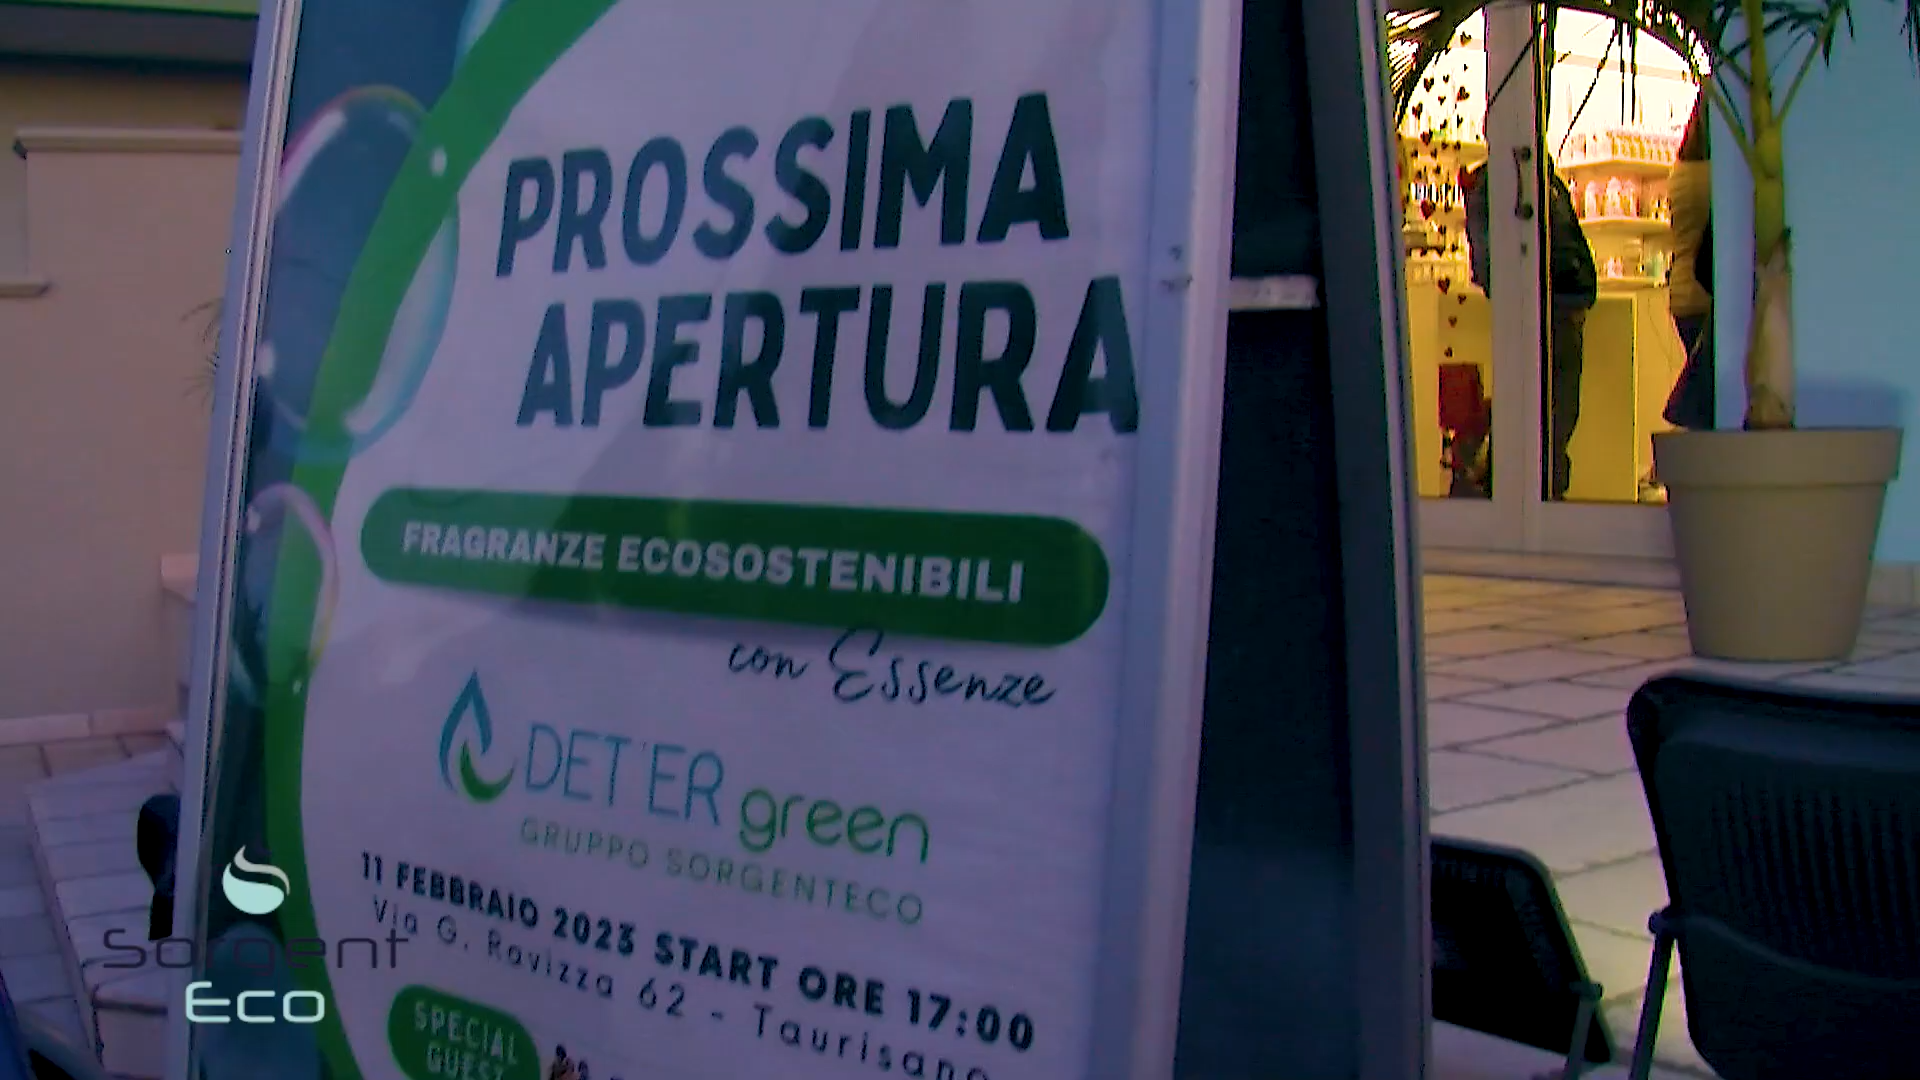 PROSSIMA
APERTURA
FRAGRANZE ECOSOSTENIBILI
con Essenze
DET'ER green
GRUPPO SORGENTECO
11 FEBBRAIO 2023 START ORE 17:00
Via G. Ravizza 62 - Taurisano
SPECIAL
GUEST
Sorgent
Eco